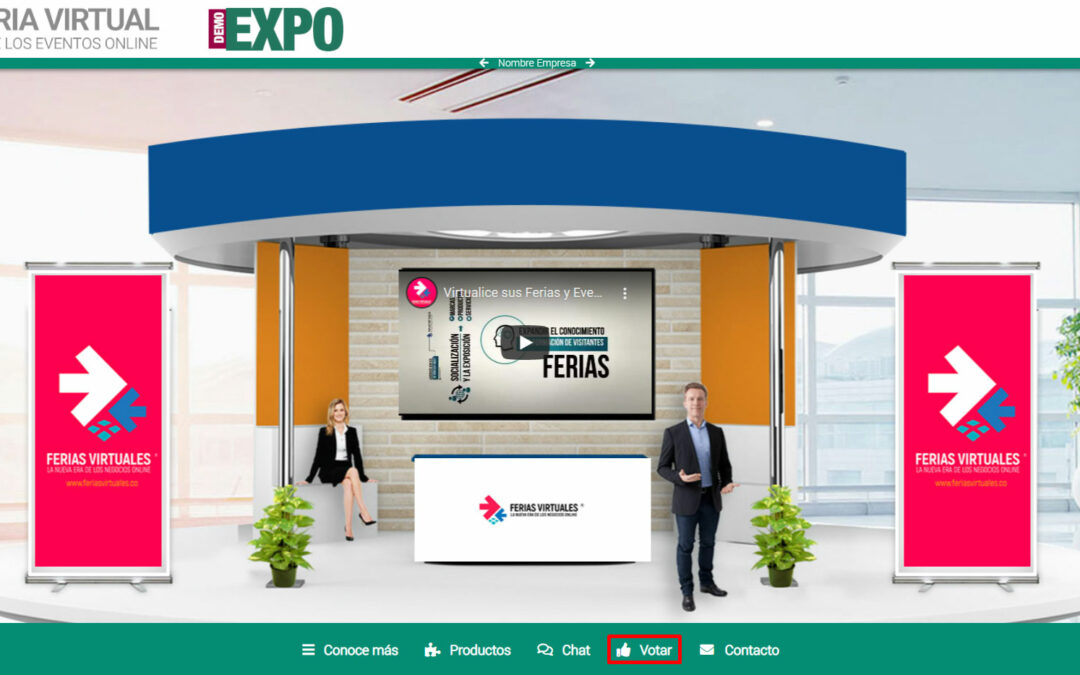 RIA VIRTUAL
E LOS EVENTOS ONLINE
DEMO
EXPO
Nombre Empresa
Virtualice sus Ferias y Eve...
SOCIALIZACIÓN
Y LA EXPOSICIÓN
EL CONOCIMIENTO
DE VISITANTES
FERIAS
FERIAS VIRTUALES
LA NUEVA ERA DE LOS NEGOCIOS ONLINE
www.feriasvirtuales.co
FERIAS VIRTUALES
LA NUEVA ERA DE LOS NEGOCIOS ONLINE
FERIAS VIRTUALES
LA NUEVA ERA DE LOS NEGOCIOS ONLINE
www.feriasvirtuales.co
Conoce más
Productos
Chat
Votar
Contacto